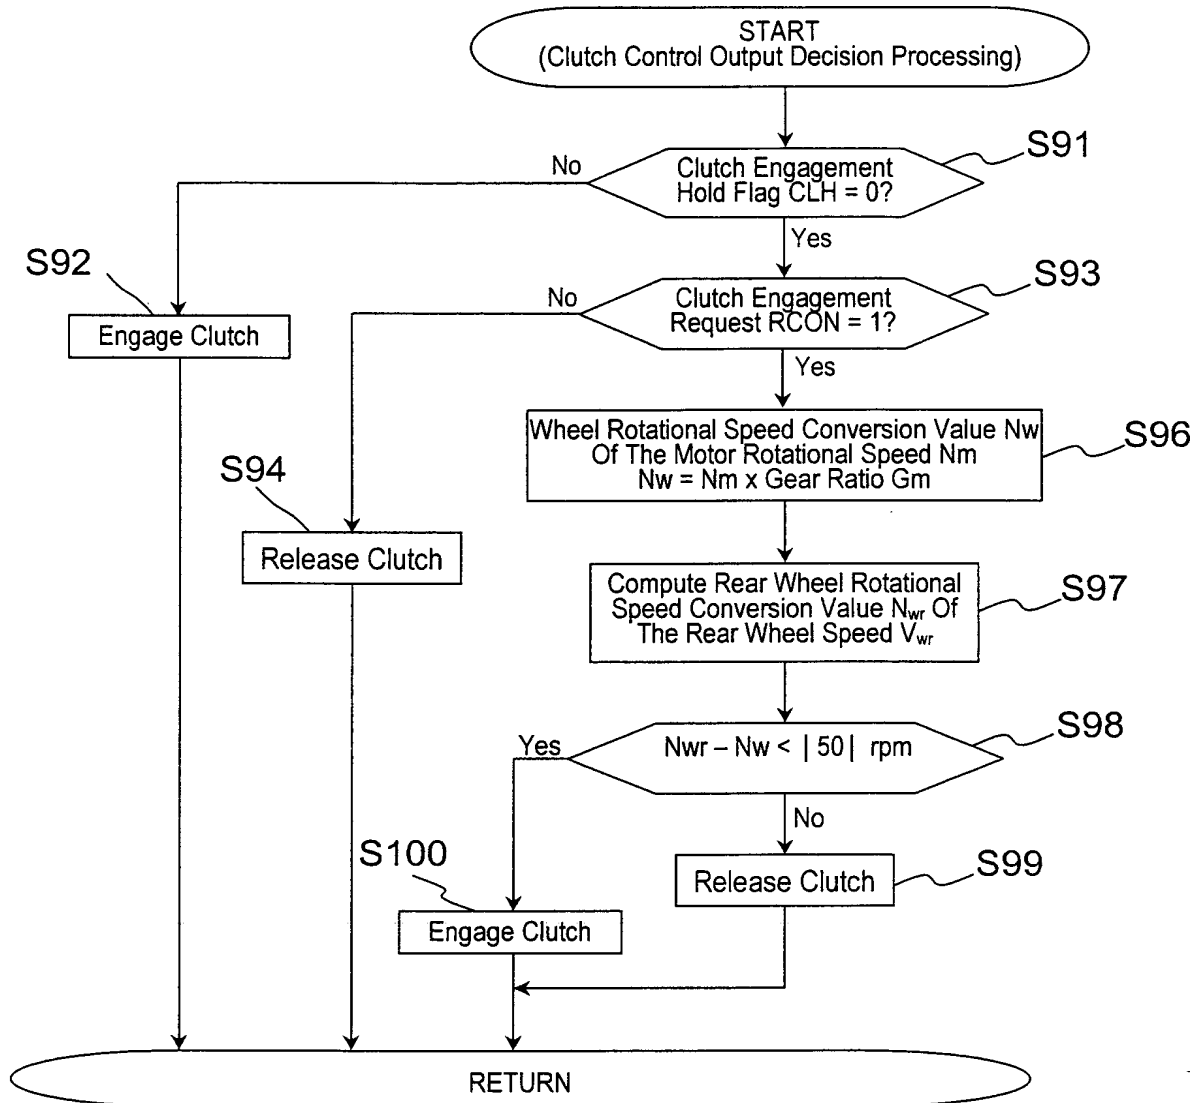 START
(Clutch Control Output Decision Processing)
S91
No
Clutch Engagement
Hold Flag CLH = 0?
Yes
S92
S93
No
Clutch Engagement
Request RCON = 1?
Engage Clutch
Yes
S96
Wheel Rotational Speed Conversion Value Nw
Of The Motor Rotational Speed Nm
Nw = Nm x Gear Ratio Gm
S94
Release Clutch
S97
Compute Rear Wheel Rotational
Speed Conversion Value Nwr Of
The Rear Wheel Speed Vwr
S98
Yes
Nwr – Nw < | 50 | rpm
No
S100
S99
Release Clutch
Engage Clutch
RETURN